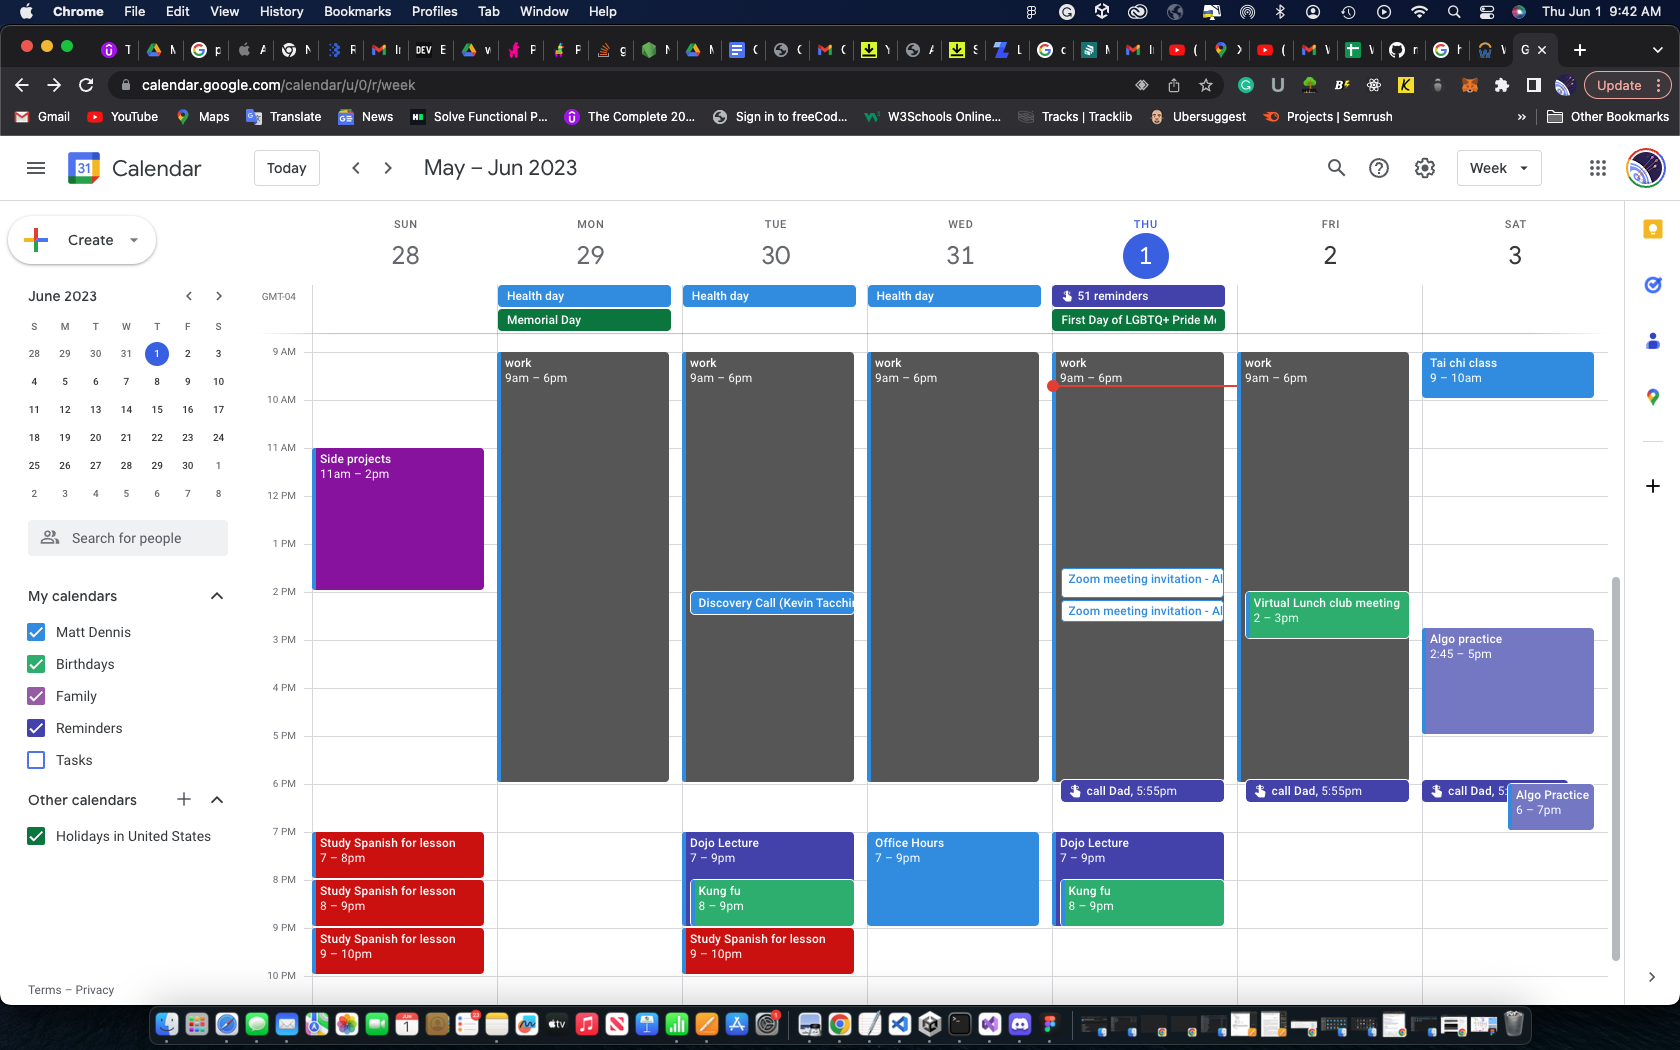 Chrome File Edit View History Bookmarks Profiles Tab Window Help Thu Jun 1 9:42 AM
calendar.google.com/calendar/u/0/r/week
Update
Gmail YouTube Maps Translate News Solve Functional P... The Complete 20... Sign in to freeCod... W3Schools Online... Tracks | Tracklib Ubersuggest Projects | Semrush » Other Bookmarks
31 Calendar Today May – Jun 2023 Week
Create
SUN MON TUE WED THU FRI SAT
28 29 30 31 1 2 3
June 2023
S M T W T F S
28 29 30 31 1 2 3
4 5 6 7 8 9 10
11 12 13 14 15 16 17
18 19 20 21 22 23 24
25 26 27 28 29 30 1
2 3 4 5 6 7 8
Search for people
My calendars
Matt Dennis
Birthdays
Family
Reminders
Tasks
Other calendars
Holidays in United States
Terms – Privacy
GMT-04
Health day Health day Health day 51 reminders
Memorial Day First Day of LGBTQ+ Pride M
9 AM
10 AM
11 AM
12 PM
1 PM
2 PM
3 PM
4 PM
5 PM
6 PM
7 PM
8 PM
9 PM
10 PM
Side projects
11am – 2pm
Study Spanish for lesson
7 – 8pm
Study Spanish for lesson
8 – 9pm
Study Spanish for lesson
9 – 10pm
work
9am – 6pm
work
9am – 6pm
Discovery Call (Kevin Tacchi
Dojo Lecture
7 – 9pm
Kung fu
8 – 9pm
Study Spanish for lesson
9 – 10pm
work
9am – 6pm
Office Hours
7 – 9pm
work
9am – 6pm
Zoom meeting invitation - Al
Zoom meeting invitation - Al
call Dad, 5:55pm
Dojo Lecture
7 – 9pm
Kung fu
8 – 9pm
work
9am – 6pm
Virtual Lunch club meeting
2 – 3pm
call Dad, 5:55pm
Tai chi class
9 – 10am
Algo practice
2:45 – 5pm
call Dad, 5:
Algo Practice
6 – 7pm